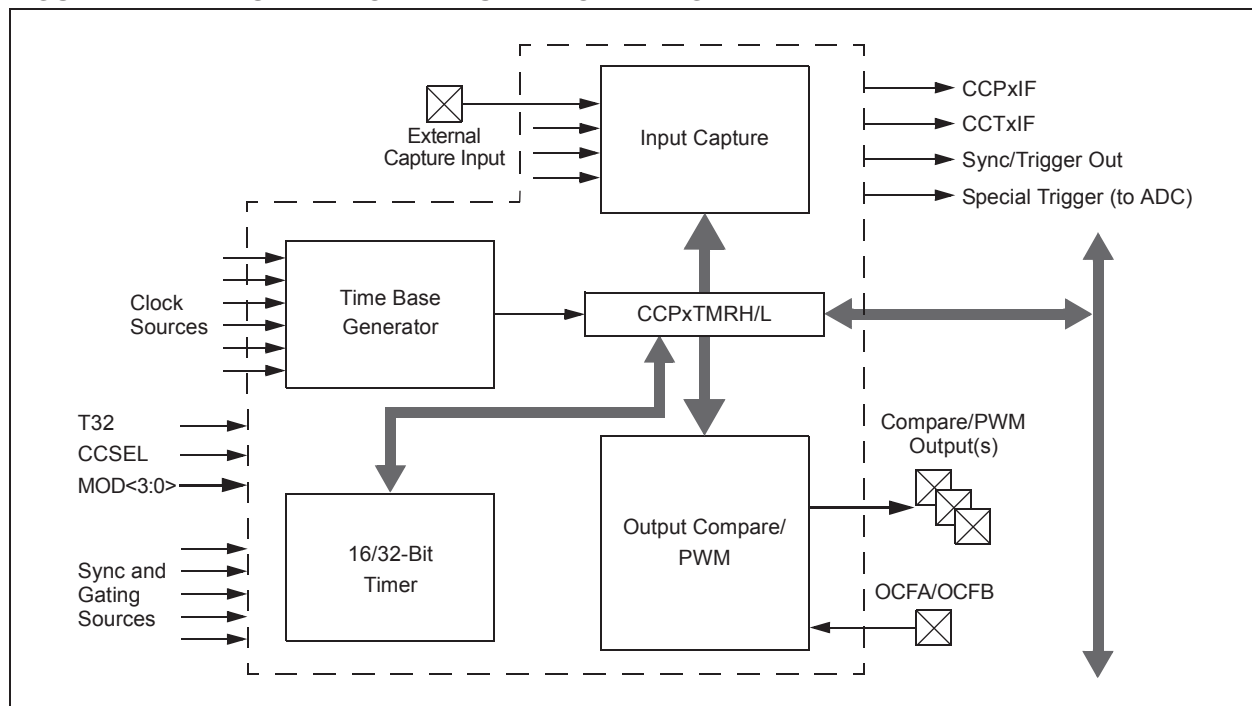 External
Capture Input
Input Capture
CCPxIF
CCTxIF
Sync/Trigger Out
Special Trigger (to ADC)
Clock
Sources
Time Base
Generator
CCPxTMRH/L
T32
CCSEL
MOD<3:0>
Compare/PWM
Output(s)
Sync and
Gating
Sources
16/32-Bit
Timer
Output Compare/
PWM
OCFA/OCFB